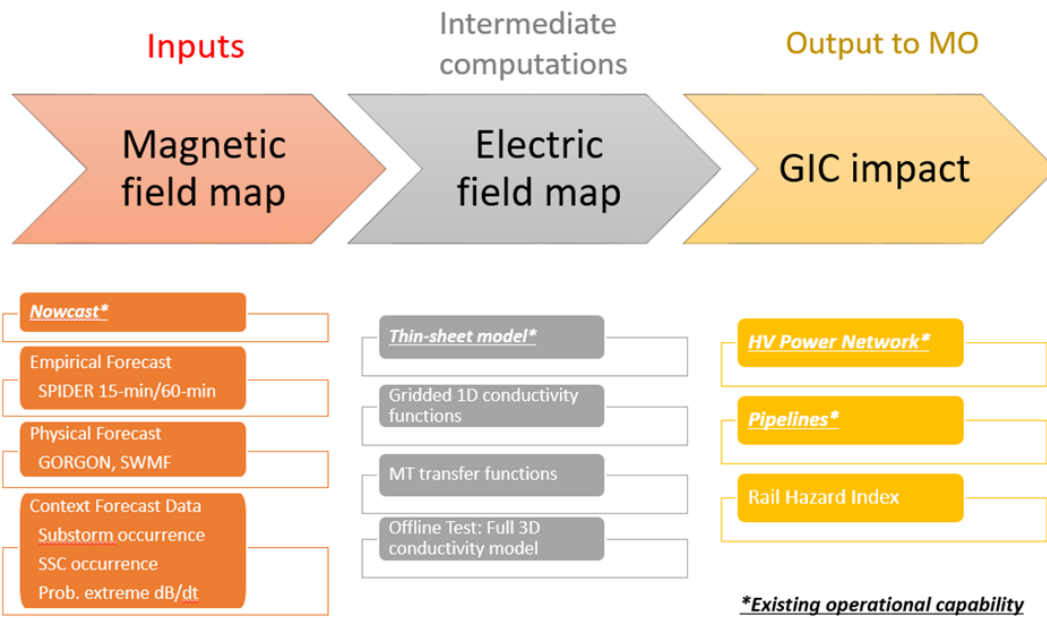 Inputs
Intermediate
computations
Output to MO
Magnetic
field map
Electric
field map
GIC impact
Nowcast*
Empirical Forecast
SPIDER 15-min/60-min
Physical Forecast
GORGON, SWMF
Context Forecast Data
Substorm occurrence
SSC occurrence
Prob. extreme dB/dt
Thin-sheet model*
Gridded 1D conductivity
functions
MT transfer functions
Offline Test: Full 3D
conductivity model
HV Power Network*
Pipelines*
Rail Hazard Index
*Existing operational capability